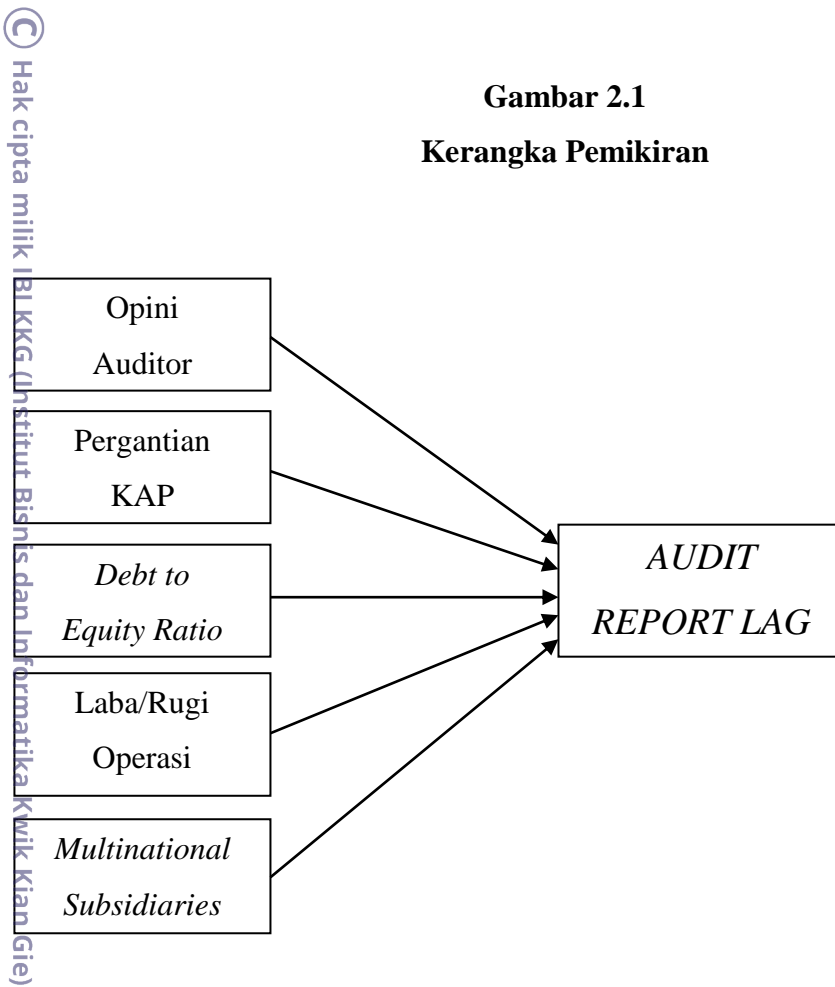 © Hak cipta milik IBI KKG (Institut Bisnis dan Informatika Kwik Kian Gie)
Gambar 2.1
Kerangka Pemikiran
Opini
Auditor
Pergantian
KAP
Debt to
Equity Ratio
Laba/Rugi
Operasi
Multinational
Subsidiaries
AUDIT
REPORT LAG